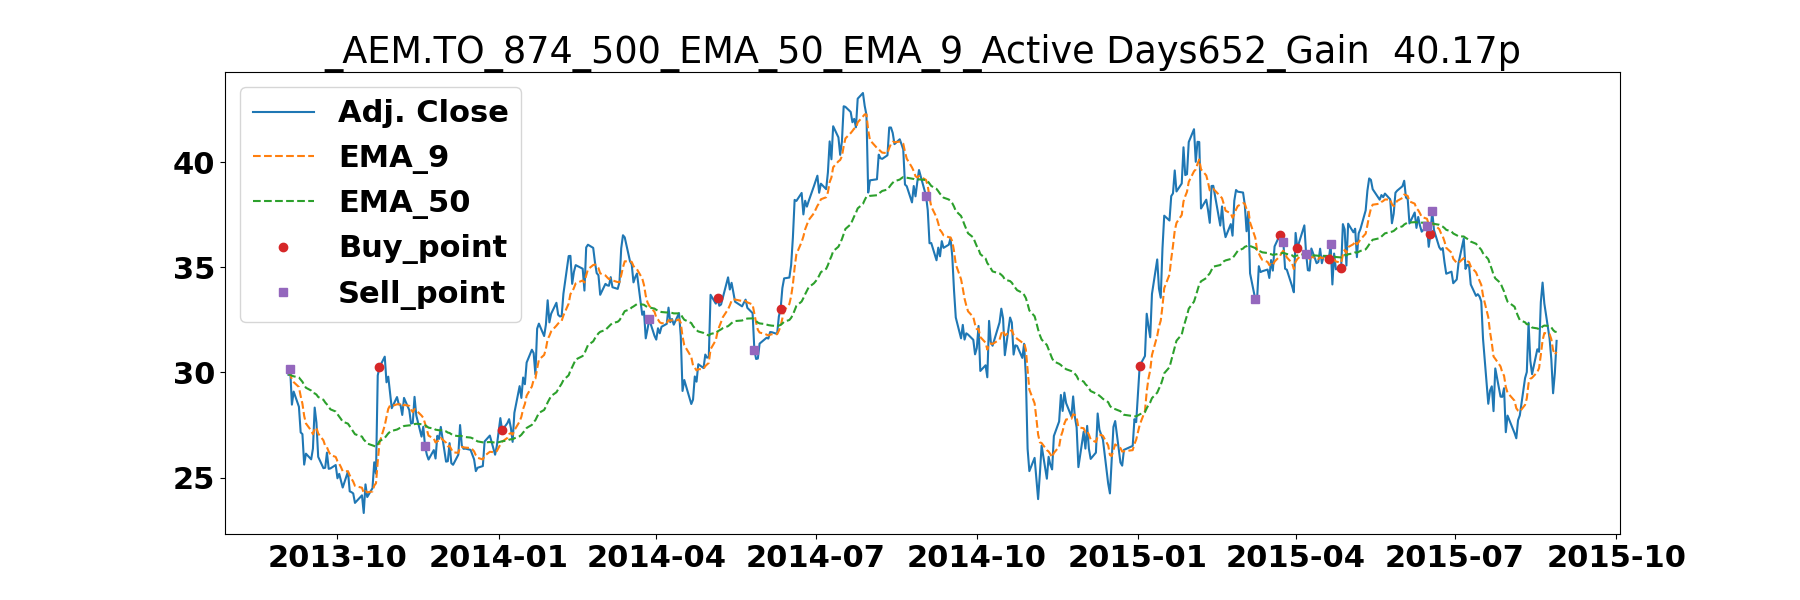 _AEM.TO_874_500_EMA_50_EMA_9_Active Days652_Gain  40.17p
Adj. Close
EMA_9
EMA_50
Buy_point
Sell_point
40
35
30
25
2013-10 2014-01 2014-04 2014-07 2014-10 2015-01 2015-04 2015-07 2015-10